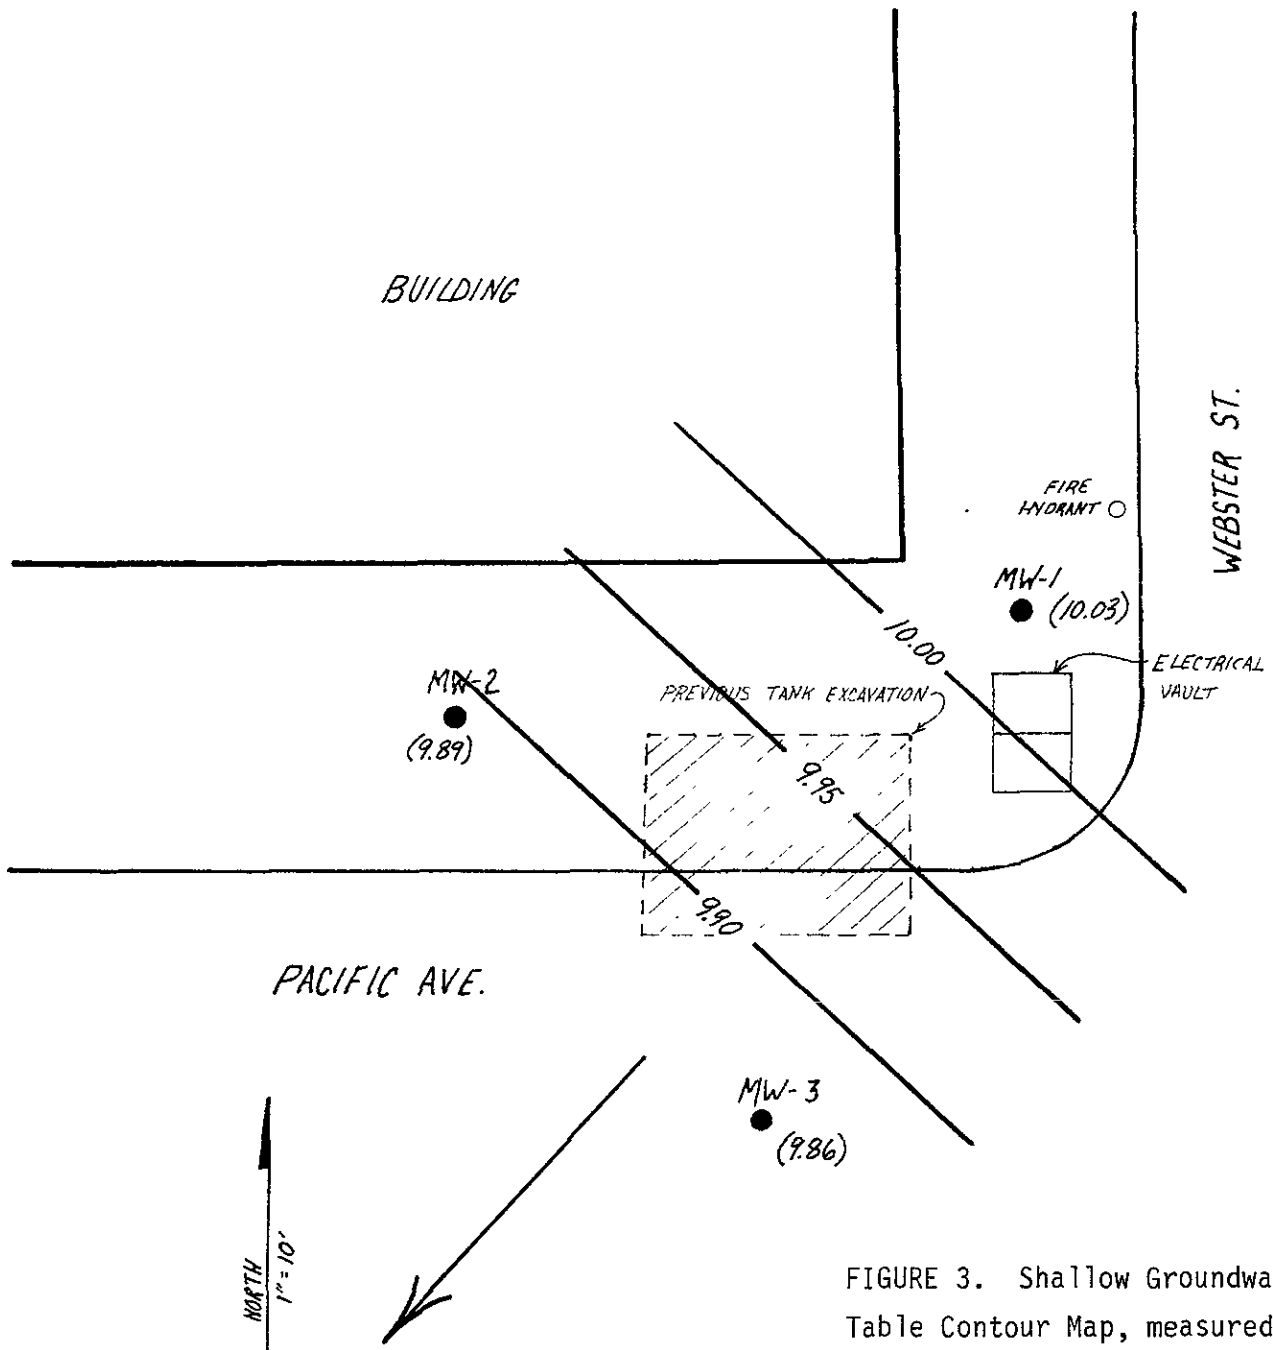 BUILDING
WEBSTER ST.
FIRE
HYDRANT
MW-1
(10.03)
10.00
ELECTRICAL
VAULT
MW-2
(9.89)
PREVIOUS TANK EXCAVATION
9.95
9.90
PACIFIC AVE.
MW-3
(9.86)
NORTH
1"=10'
FIGURE 3. Shallow Groundwa
Table Contour Map, measured